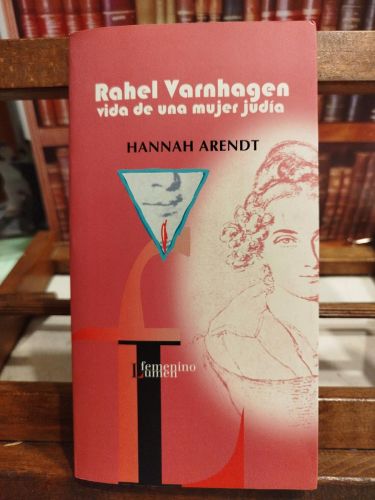 Rahel Varnhagen
vida de una mujer judía
HANNAH ARENDT
femenino
Lumen